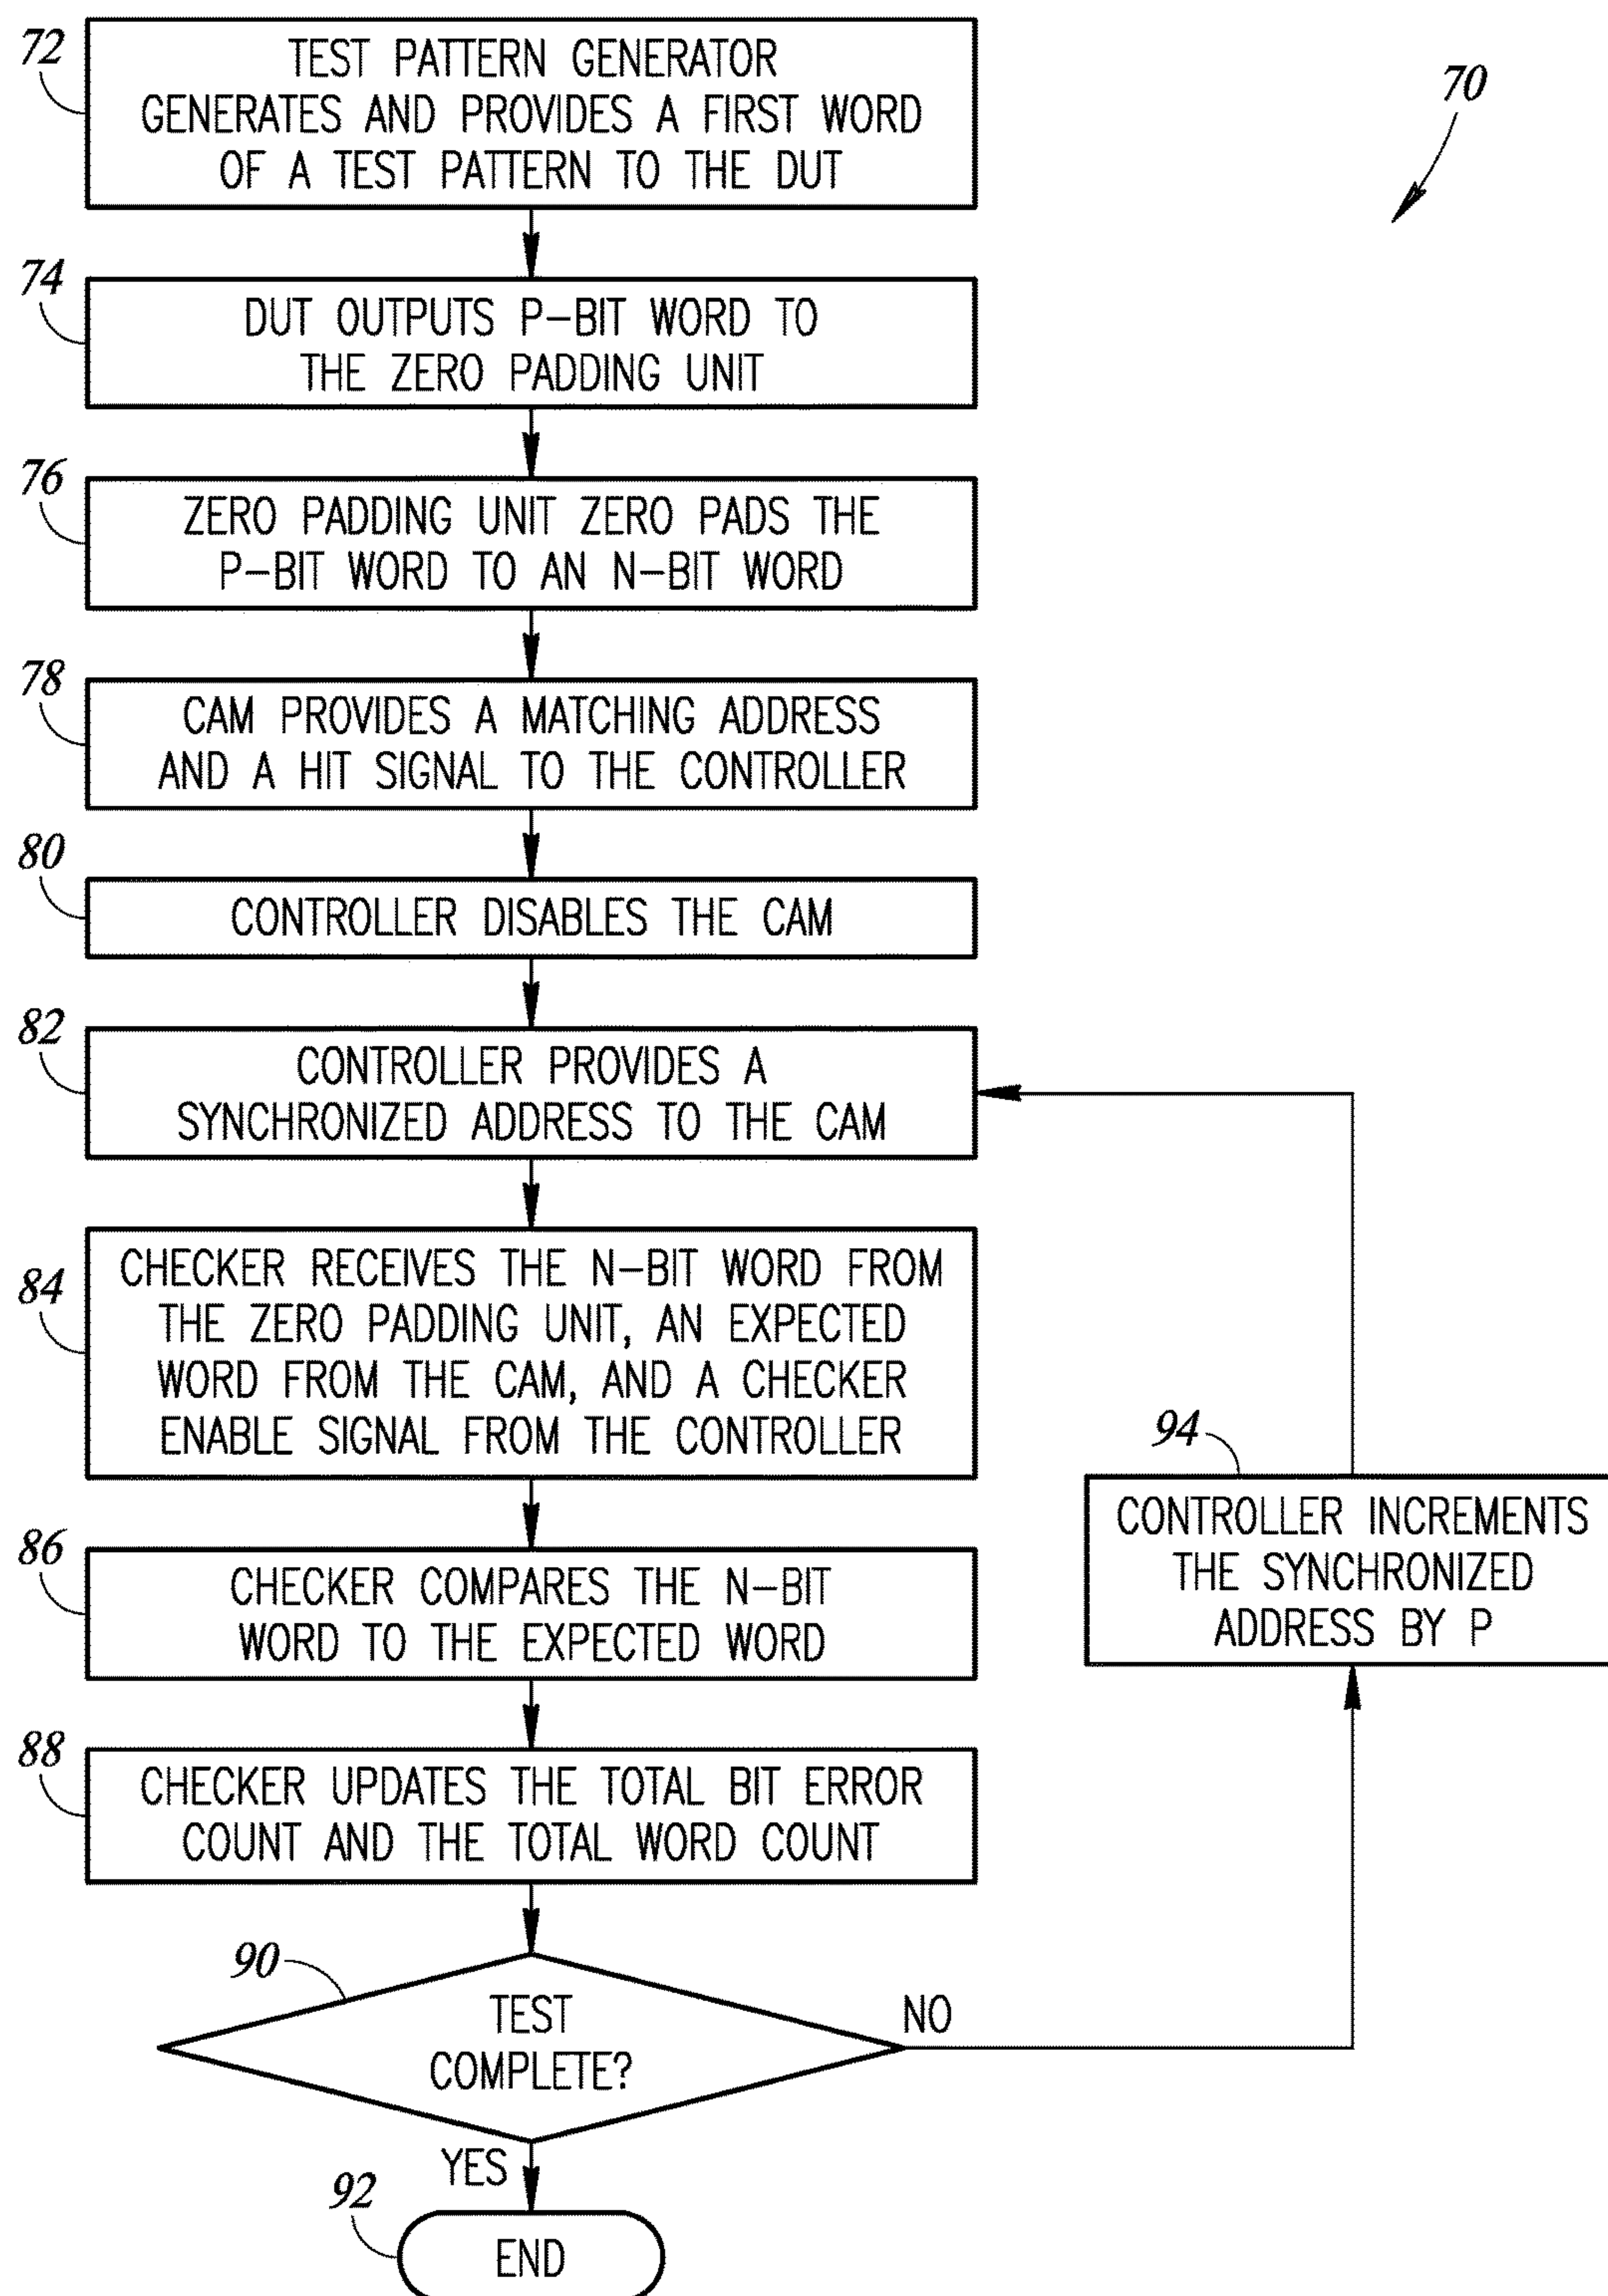 72
TEST PATTERN GENERATOR
GENERATES AND PROVIDES A FIRST WORD
OF A TEST PATTERN TO THE DUT
70
74
DUT OUTPUTS P-BIT WORD TO
THE ZERO PADDING UNIT
76
ZERO PADDING UNIT ZERO PADS THE
P-BIT WORD TO AN N-BIT WORD
78
CAM PROVIDES A MATCHING ADDRESS
AND A HIT SIGNAL TO THE CONTROLLER
80
CONTROLLER DISABLES THE CAM
82
CONTROLLER PROVIDES A
SYNCHRONIZED ADDRESS TO THE CAM
84
CHECKER RECEIVES THE N-BIT WORD FROM
THE ZERO PADDING UNIT, AN EXPECTED
WORD FROM THE CAM, AND A CHECKER
ENABLE SIGNAL FROM THE CONTROLLER
94
CONTROLLER INCREMENTS
THE SYNCHRONIZED
ADDRESS BY P
86
CHECKER COMPARES THE N-BIT
WORD TO THE EXPECTED WORD
88
CHECKER UPDATES THE TOTAL BIT ERROR
COUNT AND THE TOTAL WORD COUNT
90
TEST
COMPLETE?
NO
YES
92
END